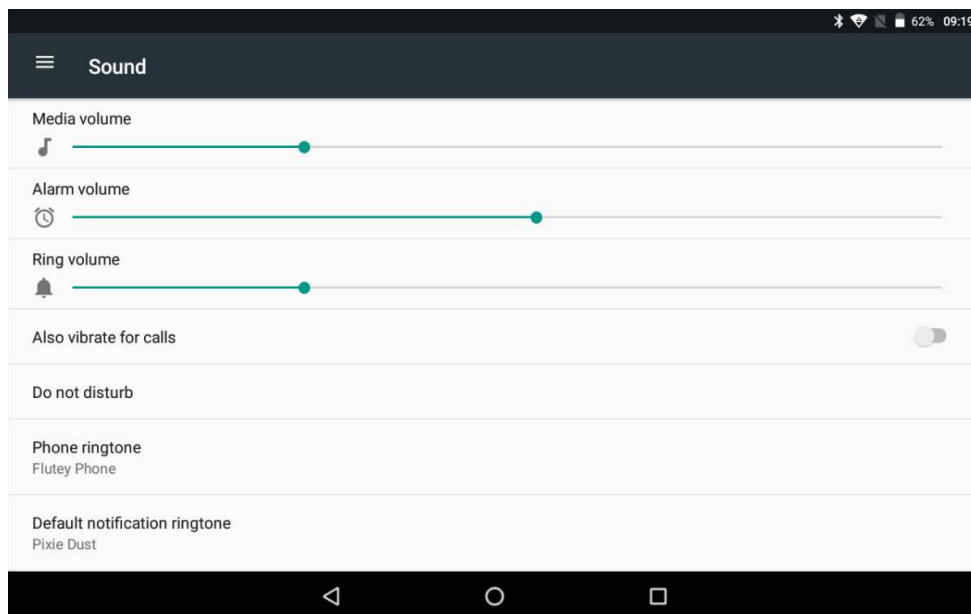 62% 09:19
Sound
Media volume
Alarm volume
Ring volume
Also vibrate for calls
Do not disturb
Phone ringtone
Flutey Phone
Default notification ringtone
Pixie Dust